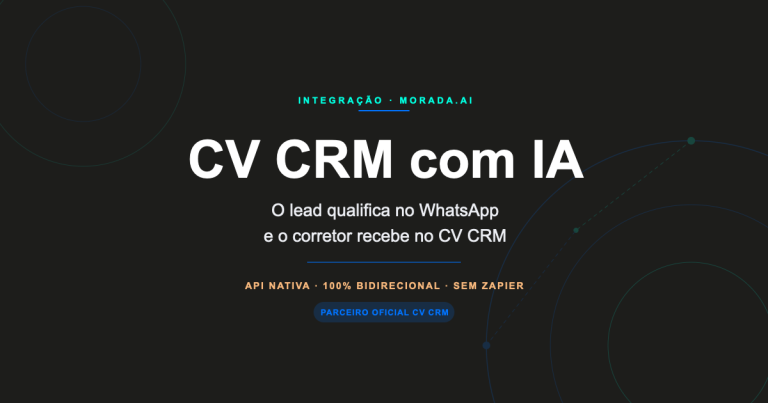 INTEGRAÇÃO · MORADA.AI
CV CRM com IA
O lead qualifica no WhatsApp
e o corretor recebe no CV CRM
API NATIVA · 100% BIDIRECIONAL · SEM ZAPIER
PARCEIRO OFICIAL CV CRM